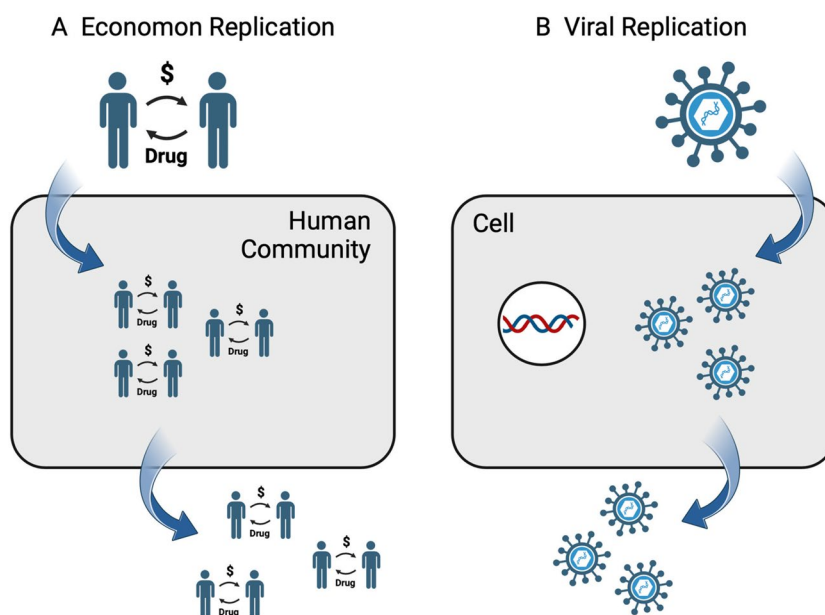 A Economon Replication
$
Drug
Human
Community
$
Drug
$
Drug
$
Drug
$
Drug
$
Drug
$
Drug
B Viral Replication
Cell